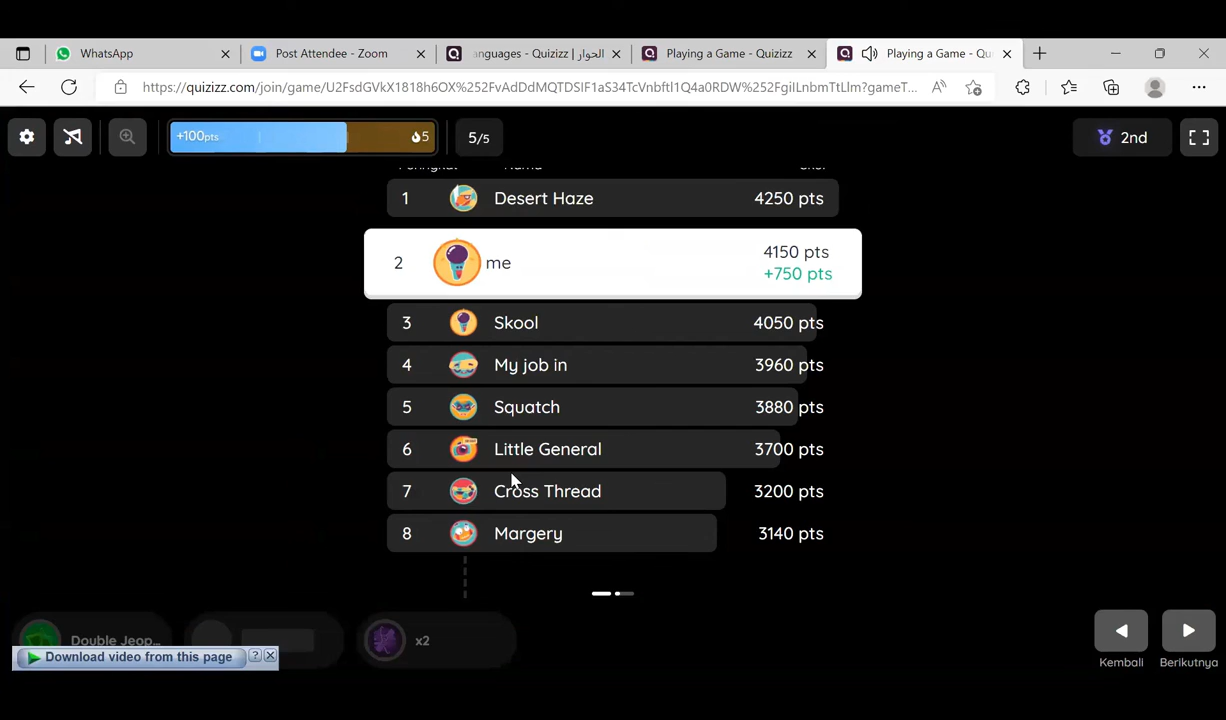 WhatsApp
Post Attendee - Zoom
anguages - Quizizz | الحوار
Playing a Game - Quizizz
Playing a Game - Qu
https://quizizz.com/join/game/U2FsdGVkX1818h6OX%252FvAdDdMQTDSIF1aS34TcVnbftl1Q4a0RDW%252FgilLnbmTtLlm?gameT...
+100pts
5
5/5
2nd
1 Desert Haze 4250 pts
2 me 4150 pts
+750 pts
3 Skool 4050 pts
4 My job in 3960 pts
5 Squatch 3880 pts
6 Little General 3700 pts
7 Cross Thread 3200 pts
8 Margery 3140 pts
Double Jeop...
x2
Download video from this page ?
Kembali
Berikutnya